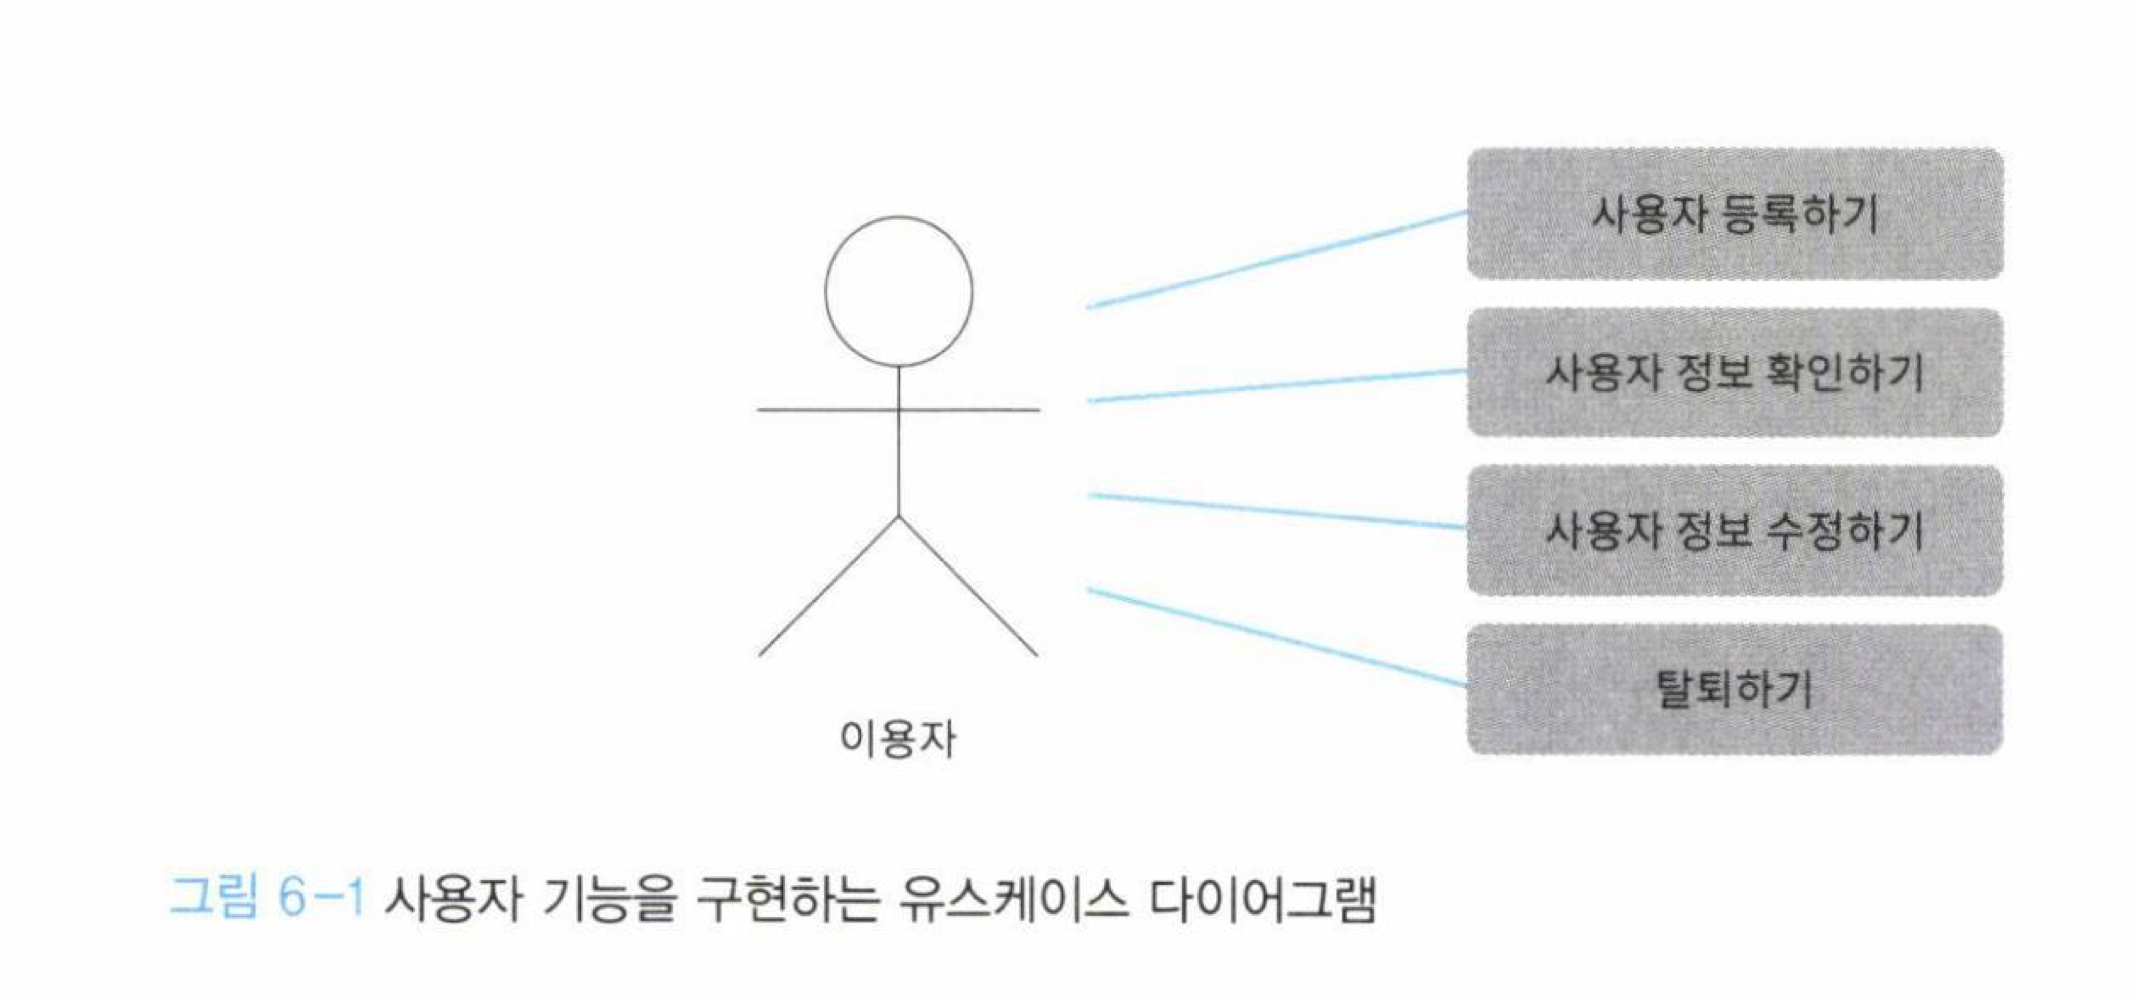 사용자 등록하기
사용자 정보 확인하기
사용자 정보 수정하기
탈퇴하기
이용자
그림 6-1 사용자 기능을 구현하는 유스케이스 다이어그램